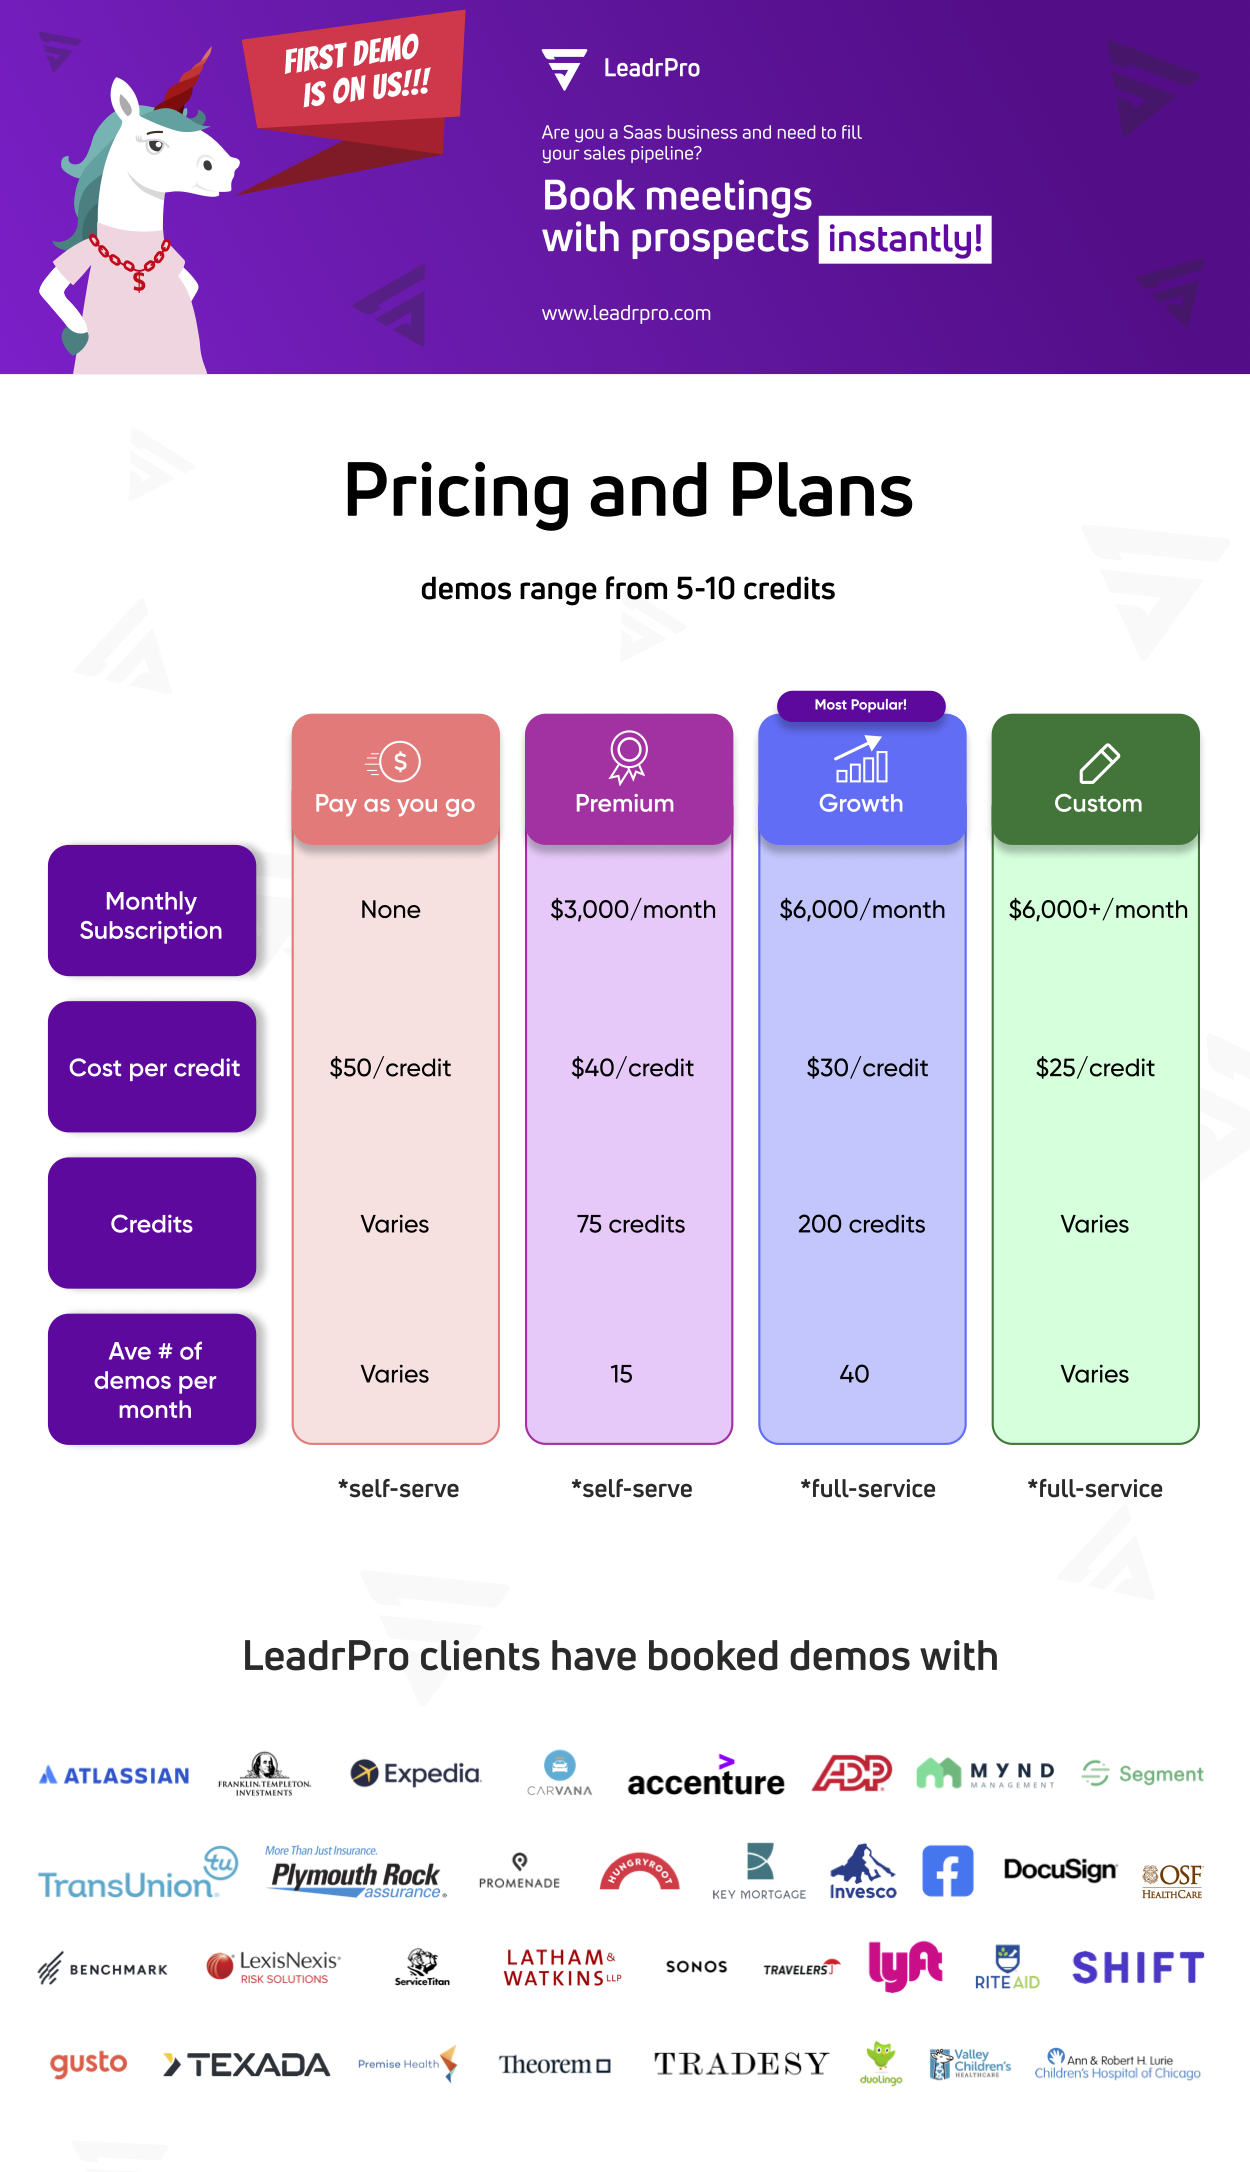 FIRST DEMO
IS ON US!!!
LeadrPro
Are you a Saas business and need to fill
your sales pipeline?
Book meetings
with prospects instantly!
www.leadrpro.com
Pricing and Plans
demos range from 5-10 credits
Most Popular!
$
Pay as you go
Premium
Growth
Custom
Monthly
Subscription
None
$3,000/month
$6,000/month
$6,000+/month
Cost per credit
$50/credit
$40/credit
$30/credit
$25/credit
Credits
Varies
75 credits
200 credits
Varies
Ave # of
demos per
month
Varies
15
40
Varies
*self-serve
*self-serve
*full-service
*full-service
LeadrPro clients have booked demos with
ATLASSIAN
FRANKLIN TEMPLETON
INVESTMENTS
Expedia
CARVANA
accenture
ADP
MYND
MANAGEMENT
Segment
TransUnion
tu
More Than Just Insurance.
Plymouth Rock
assurance
PROMENADE
HUNGRYROOT
KEY MORTGAGE
Invesco
f
DocuSign
OSF
HEALTHCARE
BENCHMARK
LexisNexis
RISK SOLUTIONS
ServiceTitan
LATHAM &
WATKINS LLP
SONOS
TRAVELERS
lyft
RITE AID
SHIFT
gusto
TEXADA
Premise Health
Theorem
TRADESY
duolingo
Valley
Children's
HEALTHCARE
Ann & Robert H. Lurie
Children's Hospital of Chicago